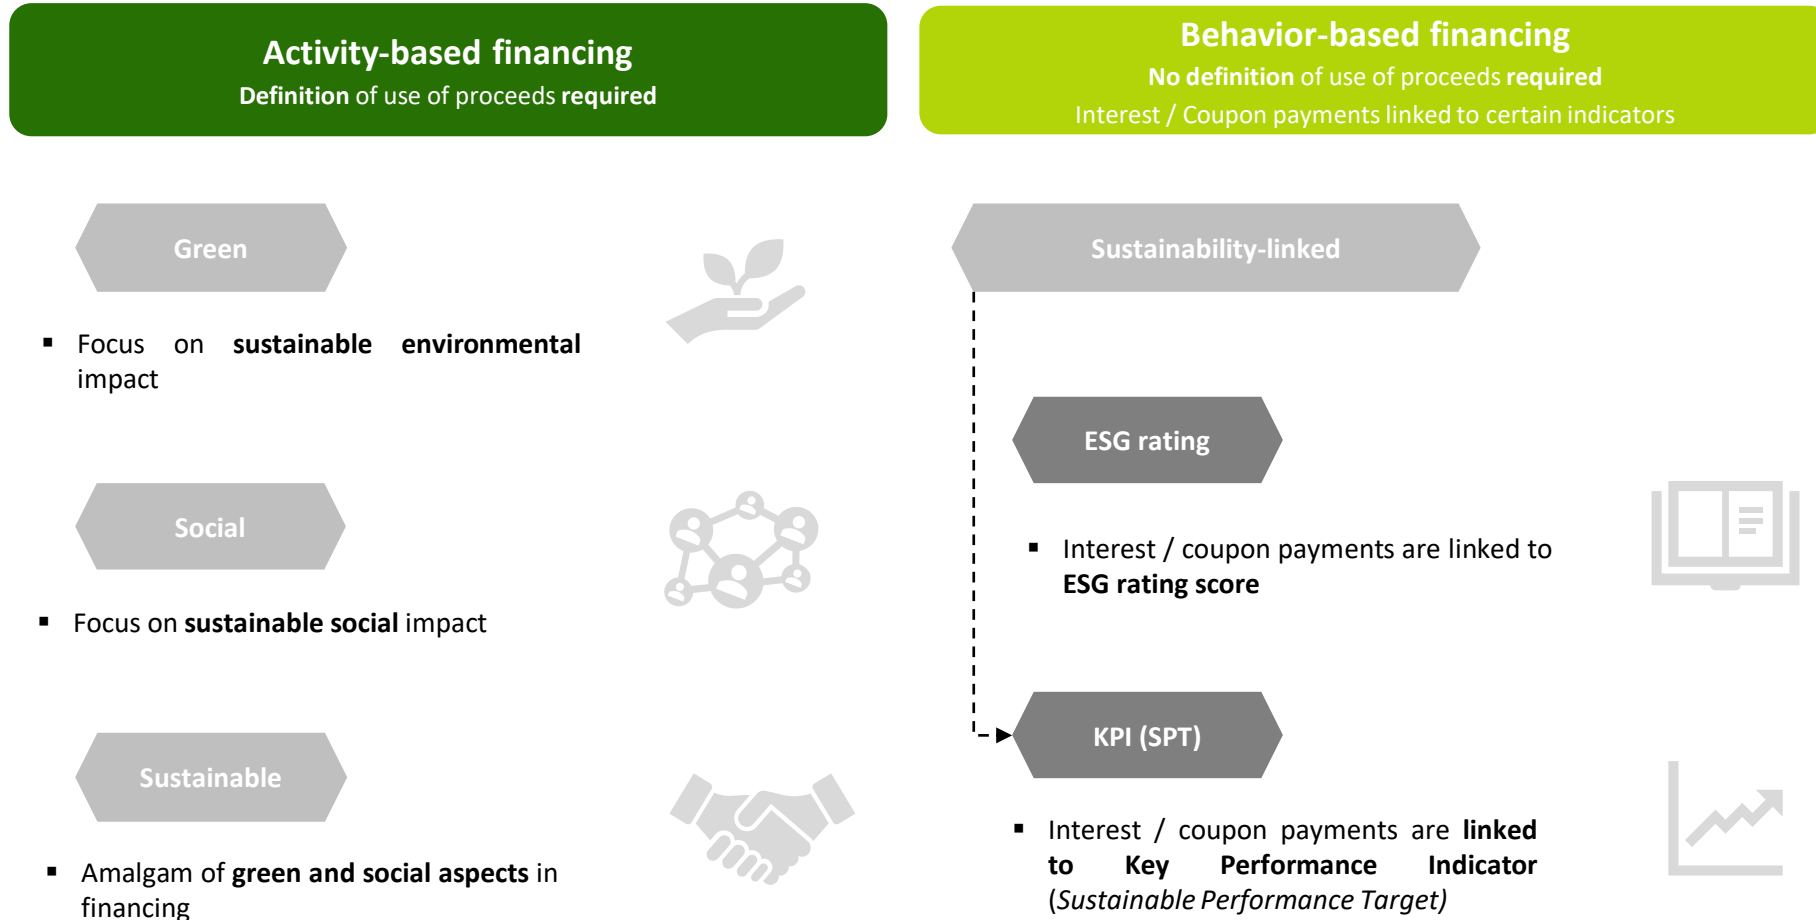 Activity-based financing
Definition of use of proceeds required
Green
▪ Focus on sustainable environmental
impact
Social
▪ Focus on sustainable social impact
Sustainable
▪ Amalgam of green and social aspects in
financing
Behavior-based financing
No definition of use of proceeds required
Interest / Coupon payments linked to certain indicators
Sustainability-linked
ESG rating
▪ Interest / coupon payments are linked to
ESG rating score
KPI (SPT)
▪ Interest / coupon payments are linked
to Key Performance Indicator
(Sustainable Performance Target)